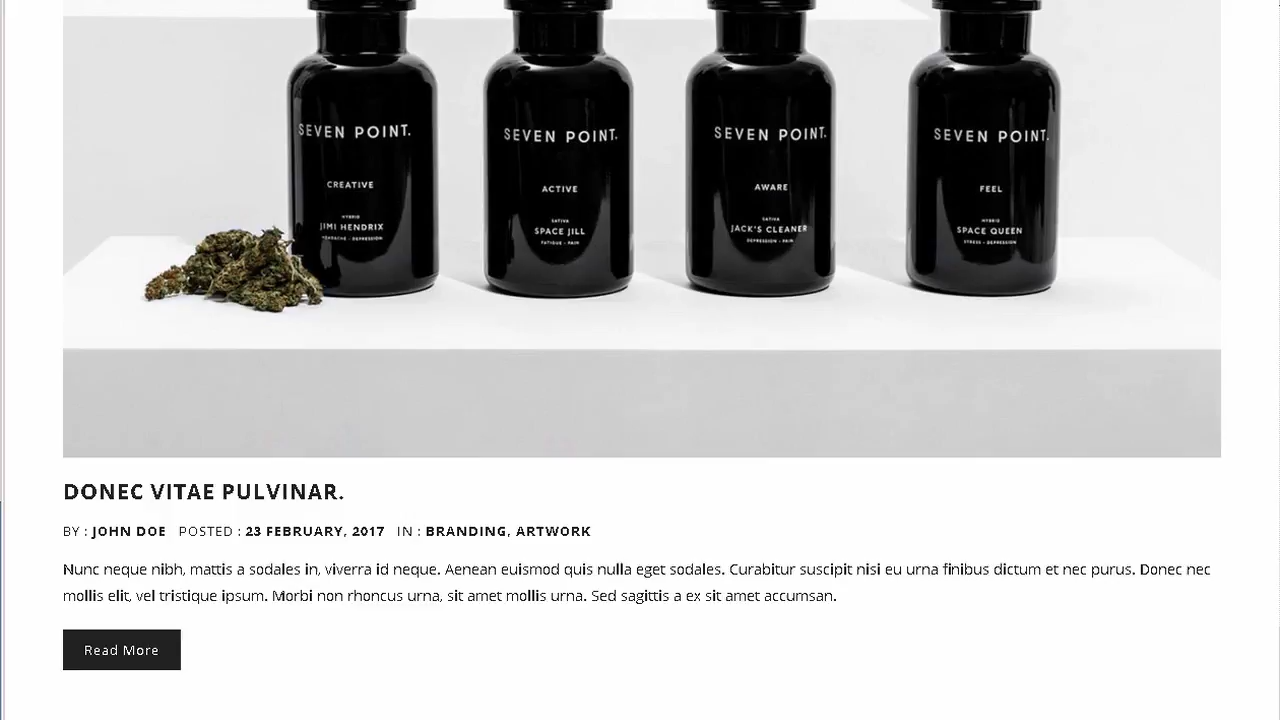 SEVEN POINT. SEVEN POINT. SEVEN POINT. SEVEN POINT.
CREATIVE ACTIVE AWARE FEEL
HYBRID SATIVA SATIVA HYBRID
JIMI HENDRIX SPACE JILL JACK'S CLEANER SPACE QUEEN
HEADACHE - DEPRESSION FATIGUE - PAIN DEPRESSION - PAIN STRESS - DEPRESSION
DONEC VITAE PULVINAR.
BY : JOHN DOE POSTED : 23 FEBRUARY, 2017 IN : BRANDING, ARTWORK
Nunc neque nibh, mattis a sodales in, viverra id neque. Aenean euismod quis nulla eget sodales. Curabitur suscipit nisi eu urna finibus dictum et nec purus. Donec nec
mollis elit, vel tristique ipsum. Morbi non rhoncus urna, sit amet mollis urna. Sed sagittis a ex sit amet accumsan.
Read More